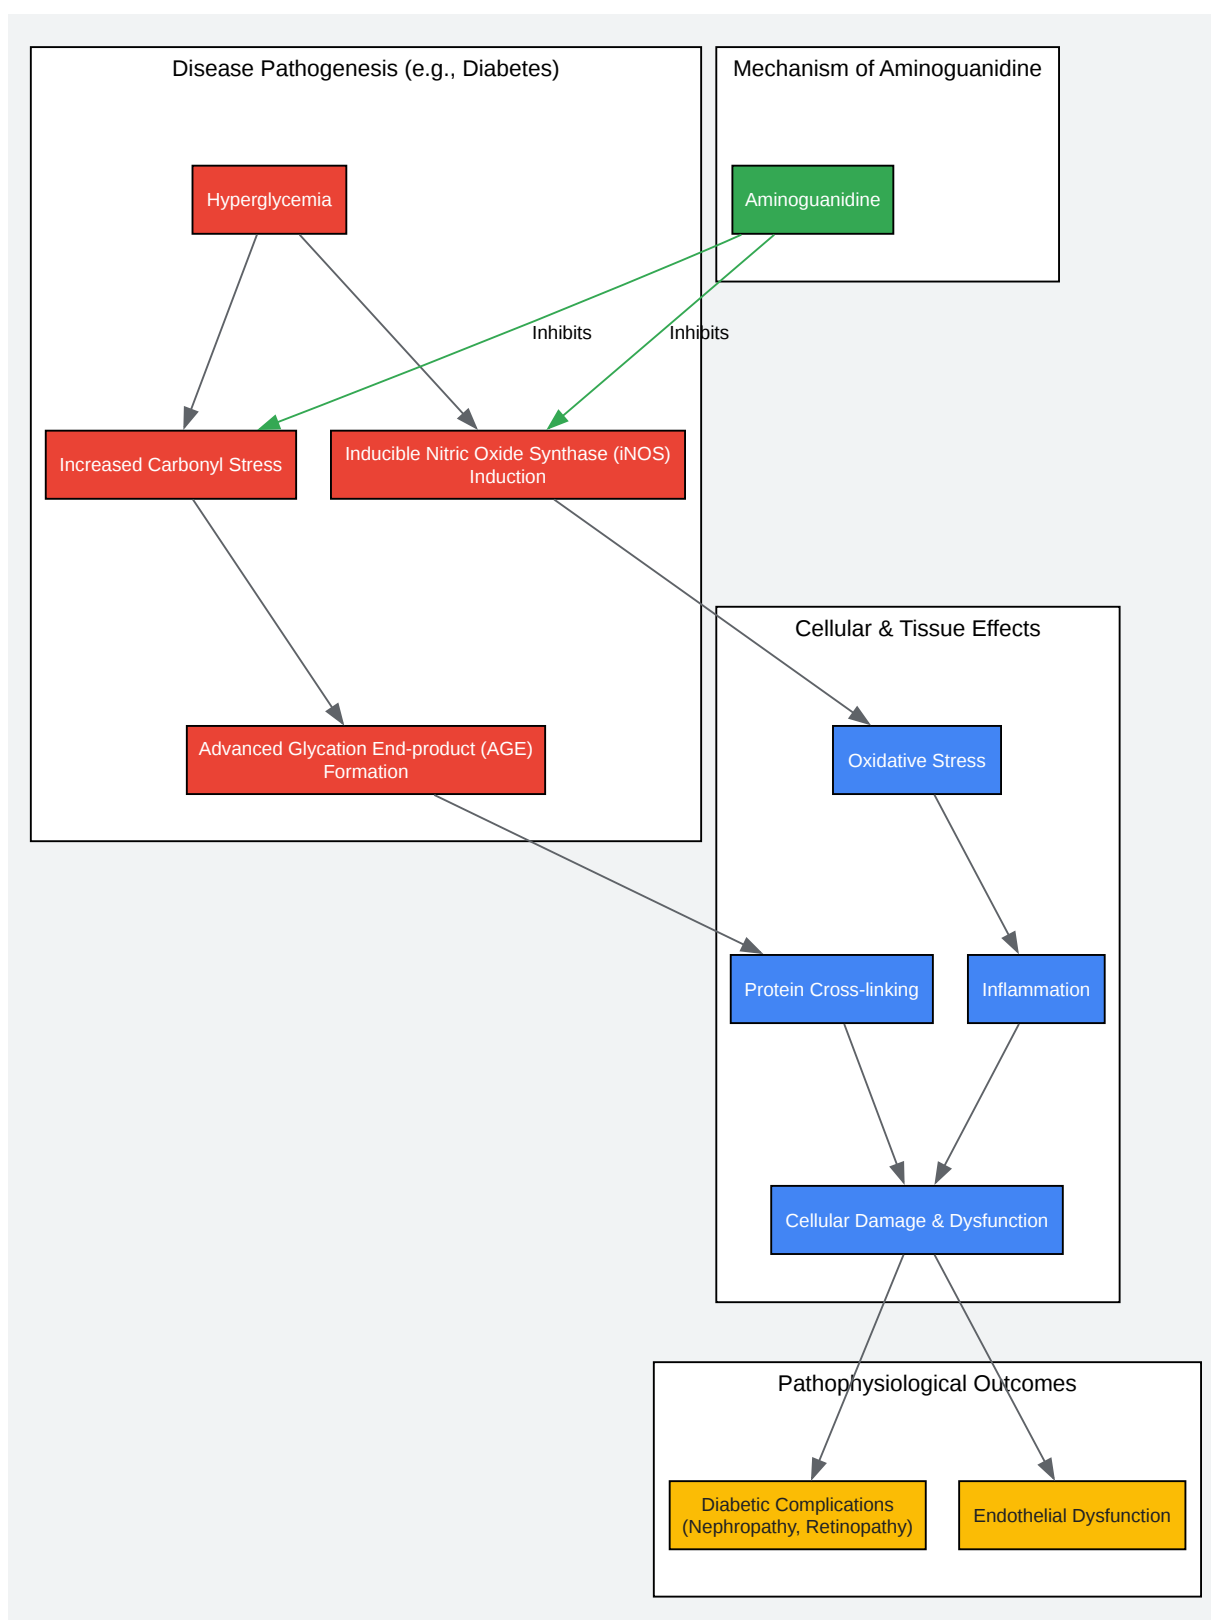 Disease Pathogenesis (e.g., Diabetes)
Mechanism of Aminoguanidine
Hyperglycemia
Aminoguanidine
Inhibits
Inhibits
Increased Carbonyl Stress
Inducible Nitric Oxide Synthase (iNOS)
Induction
Cellular & Tissue Effects
Advanced Glycation End-product (AGE)
Formation
Oxidative Stress
Protein Cross-linking
Inflammation
Cellular Damage & Dysfunction
Pathophysiological Outcomes
Diabetic Complications
(Nephropathy, Retinopathy)
Endothelial Dysfunction